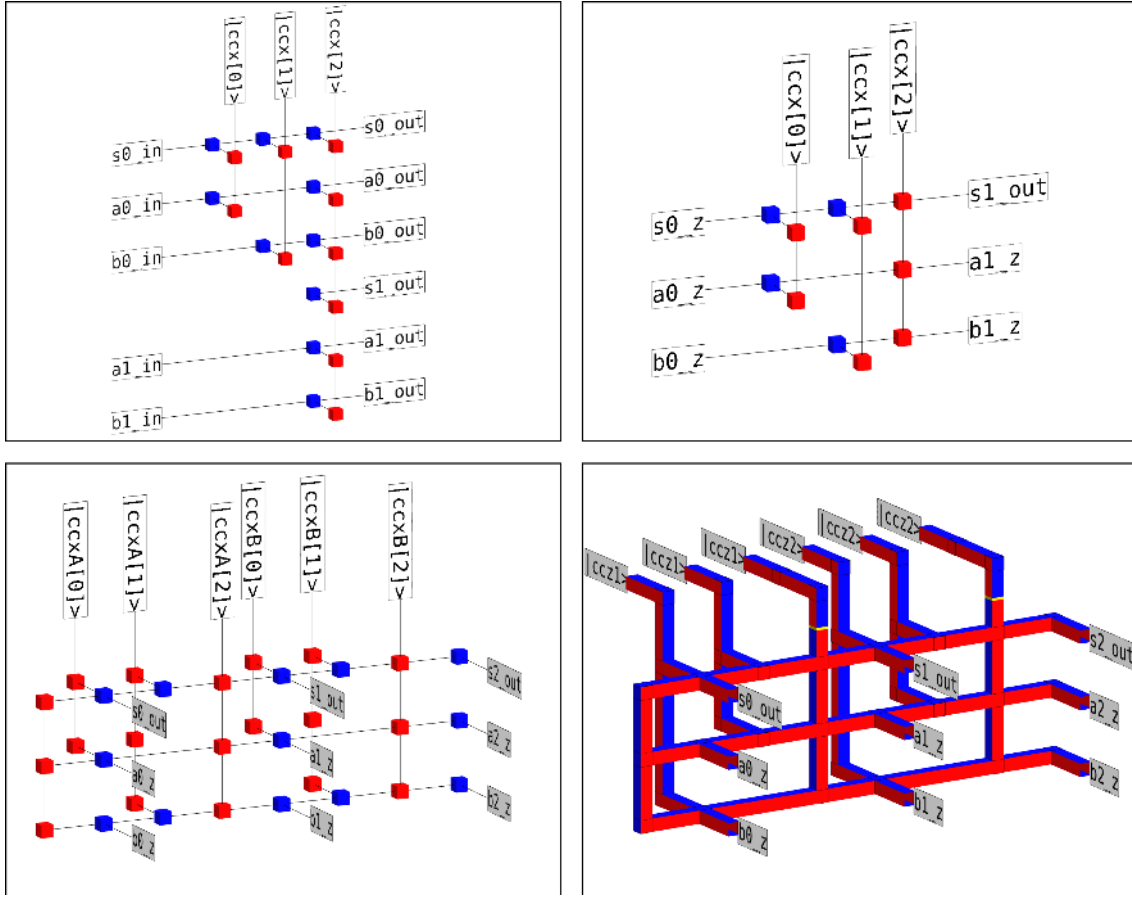 |ccx[0]>
|ccx[1]>
|ccx[2]>
s0_in
s0_out
a0_in
a0_out
b0_in
b0_out
s1_out
a1_in
a1_out
b1_in
b1_out
|ccx[0]>
|ccx[1]>
|ccx[2]>
s0_z
s1_out
a0_z
a1_z
b0_z
b1_z
|ccxA[0]>
|ccxA[1]>
|ccxA[2]>
|ccxB[0]>
|ccxB[1]>
|ccxB[2]>
s0_out
s1_out
s2_out
a0_z
a1_z
a2_z
b0_z
b1_z
b2_z
|ccz1>
|ccz1>
|ccz1>
|ccz2>
|ccz2>
|ccz2>
s0_out
s1_out
s2_out
a0_z
a1_z
a2_z
b0_z
b1_z
b2_z